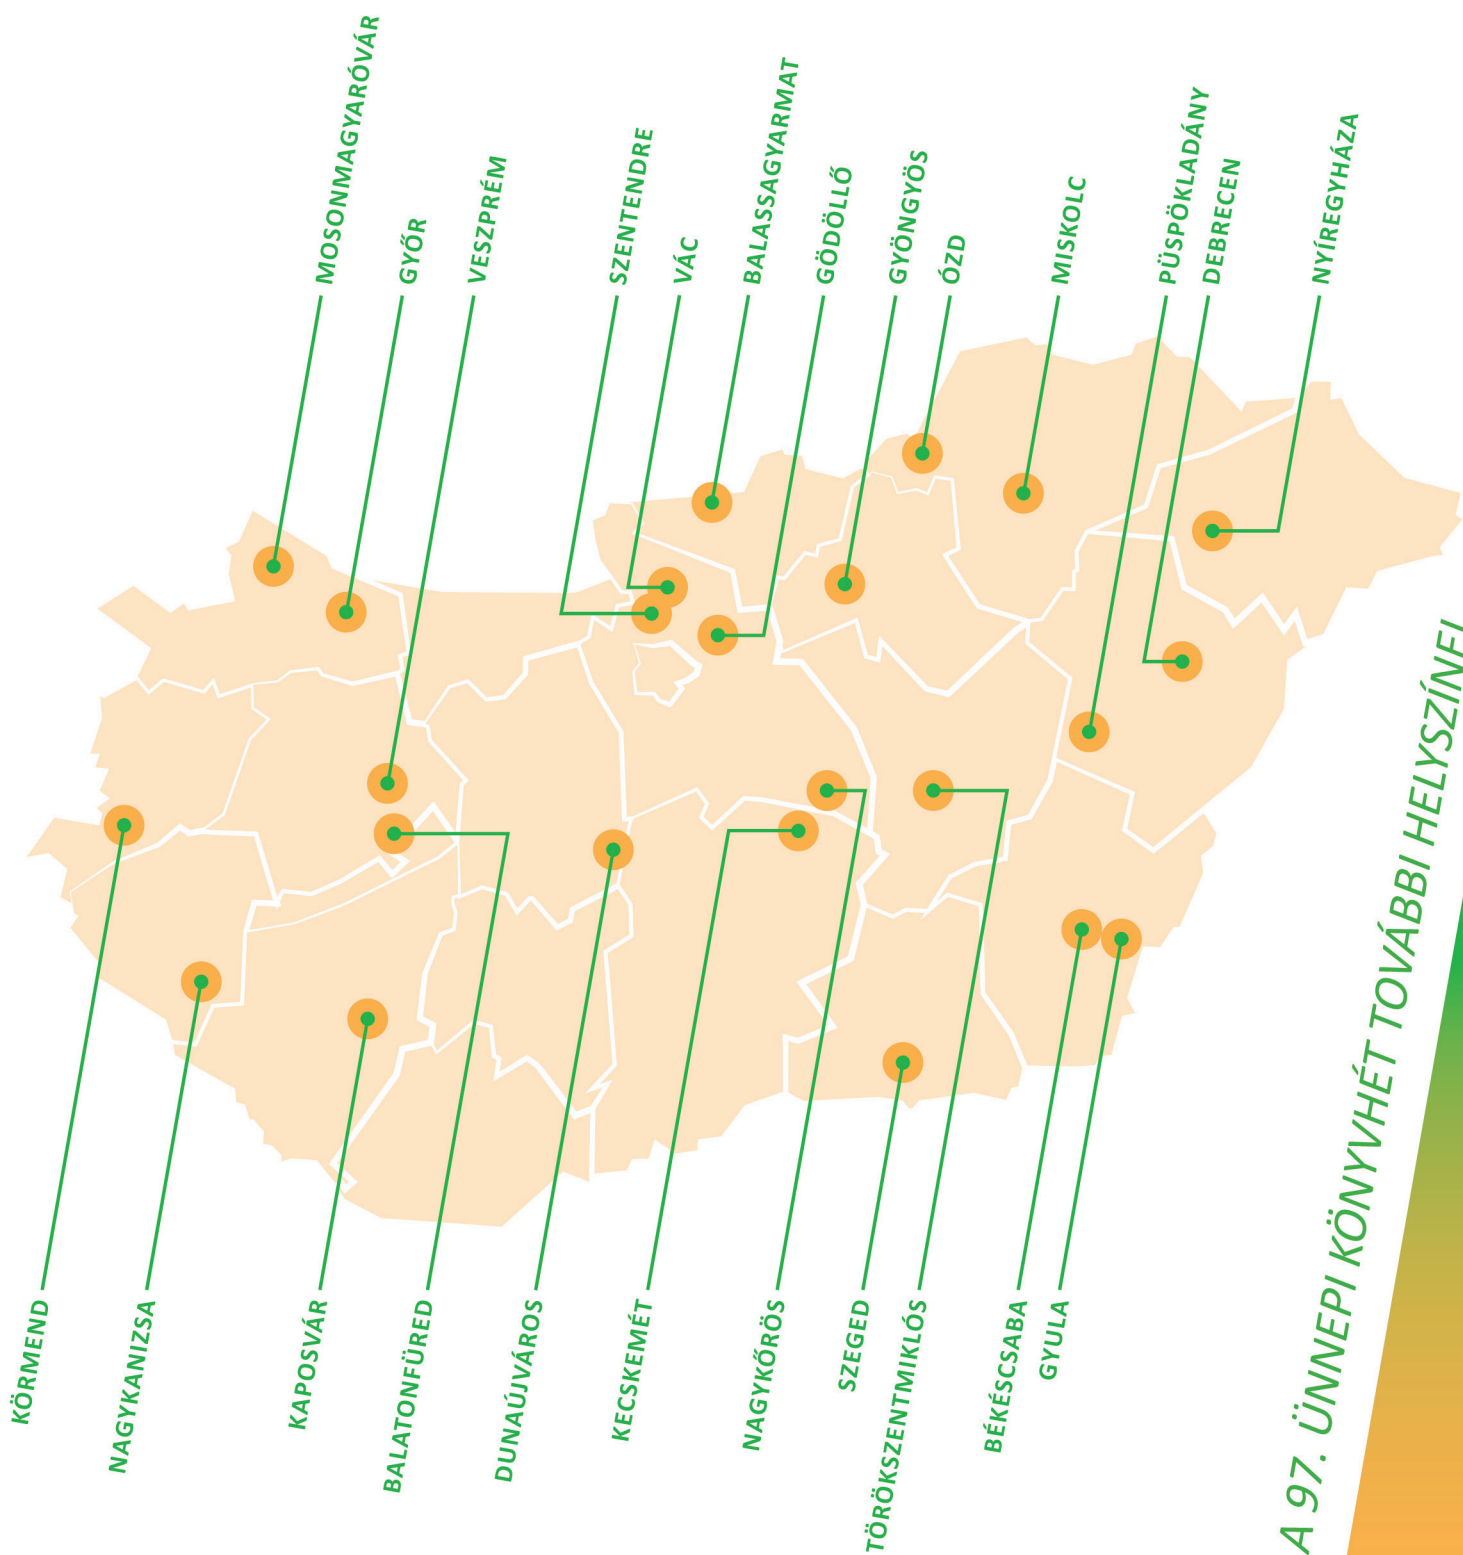 MOSONMAGYARÓVÁR
GYŐR
VESZPRÉM
SZENTENDRE
VÁC
BALASSAGYARMAT
GÖDÖLLŐ
GYÖNGYÖS
ÓZD
MISKOLC
PÜSPÖKLADÁNY
DEBRECEN
NYÍREGYHÁZA
KÖRMEND
NAGYKANIZSA
KAPOSVÁR
BALATONFÜRED
DUNAÚJVÁROS
KECSKEMÉT
NAGYKŐRÖS
SZEGED
TÖRÖKSZENTMIKLÓS
BÉKÉSCSABA
GYULA
A 97. ÜNNEPI KÖNYVHÉT TOVÁBBI HELYSZÍNEI